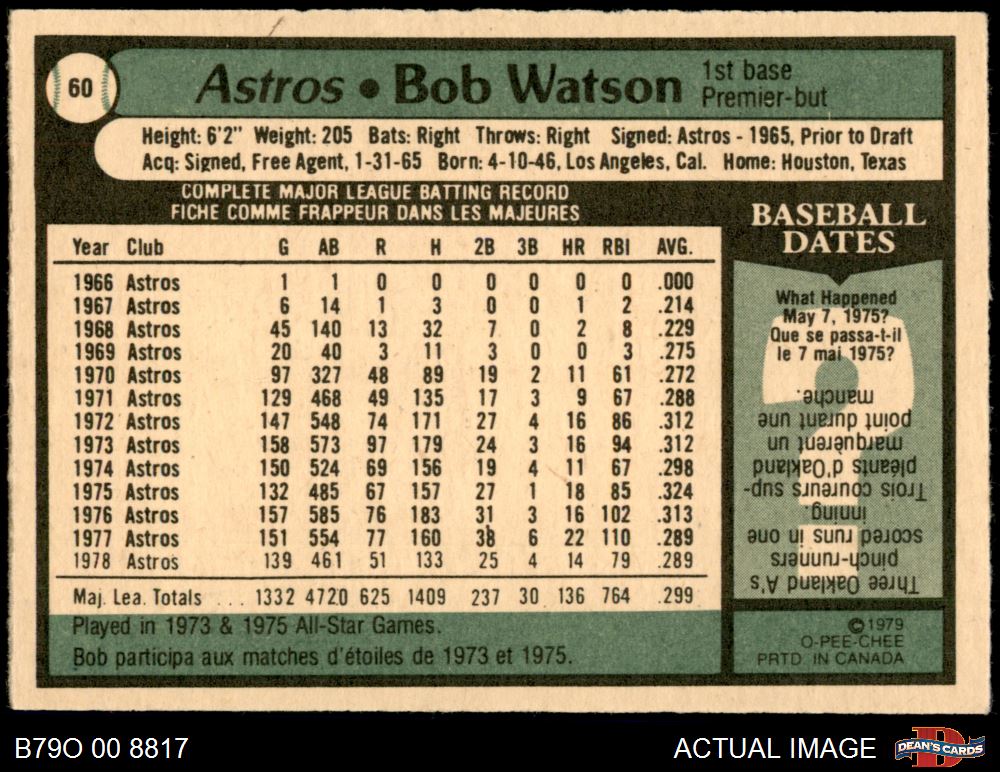 60
Astros • Bob Watson 1st base
Premier-but
Height: 6'2" Weight: 205 Bats: Right Throws: Right Signed: Astros - 1965, Prior to Draft
Acq: Signed, Free Agent, 1-31-65 Born: 4-10-46, Los Angeles, Cal. Home: Houston, Texas
COMPLETE MAJOR LEAGUE BATTING RECORD
FICHE COMME FRAPPEUR DANS LES MAJEURES
Year Club G AB R H 2B 3B HR RBI AVG.
1966 Astros 1 1 0 0 0 0 0 0 .000
1967 Astros 6 14 1 3 0 0 1 2 .214
1968 Astros 45 140 13 32 7 0 2 8 .229
1969 Astros 20 40 3 11 3 0 0 3 .275
1970 Astros 97 327 48 89 19 2 11 61 .272
1971 Astros 129 468 49 135 17 3 9 67 .288
1972 Astros 147 548 74 171 27 4 16 86 .312
1973 Astros 158 573 97 179 24 3 16 94 .312
1974 Astros 150 524 69 156 19 4 11 67 .298
1975 Astros 132 485 67 157 27 1 18 85 .324
1976 Astros 157 585 76 183 31 3 16 102 .313
1977 Astros 151 554 77 160 38 6 22 110 .289
1978 Astros 139 461 51 133 25 4 14 79 .289
Maj. Lea. Totals ... 1332 4720 625 1409 237 30 136 764 .299
Played in 1973 & 1975 All-Star Games.
Bob participa aux matches d'étoiles de 1973 et 1975.
BASEBALL
DATES
What Happened
May 7, 1975?
Que se passa-t-il
le 7 mai 1975?
Three Oakland A's
pinch-runners
scored runs in one
inning.
Trois coureurs sup-
pleants d'Oakland
marquerent un
point durant une
manche.
©1979
O-PEE-CHEE
PRTD IN CANADA
B79O 00 8817
ACTUAL IMAGE
DEAN'S CARDS